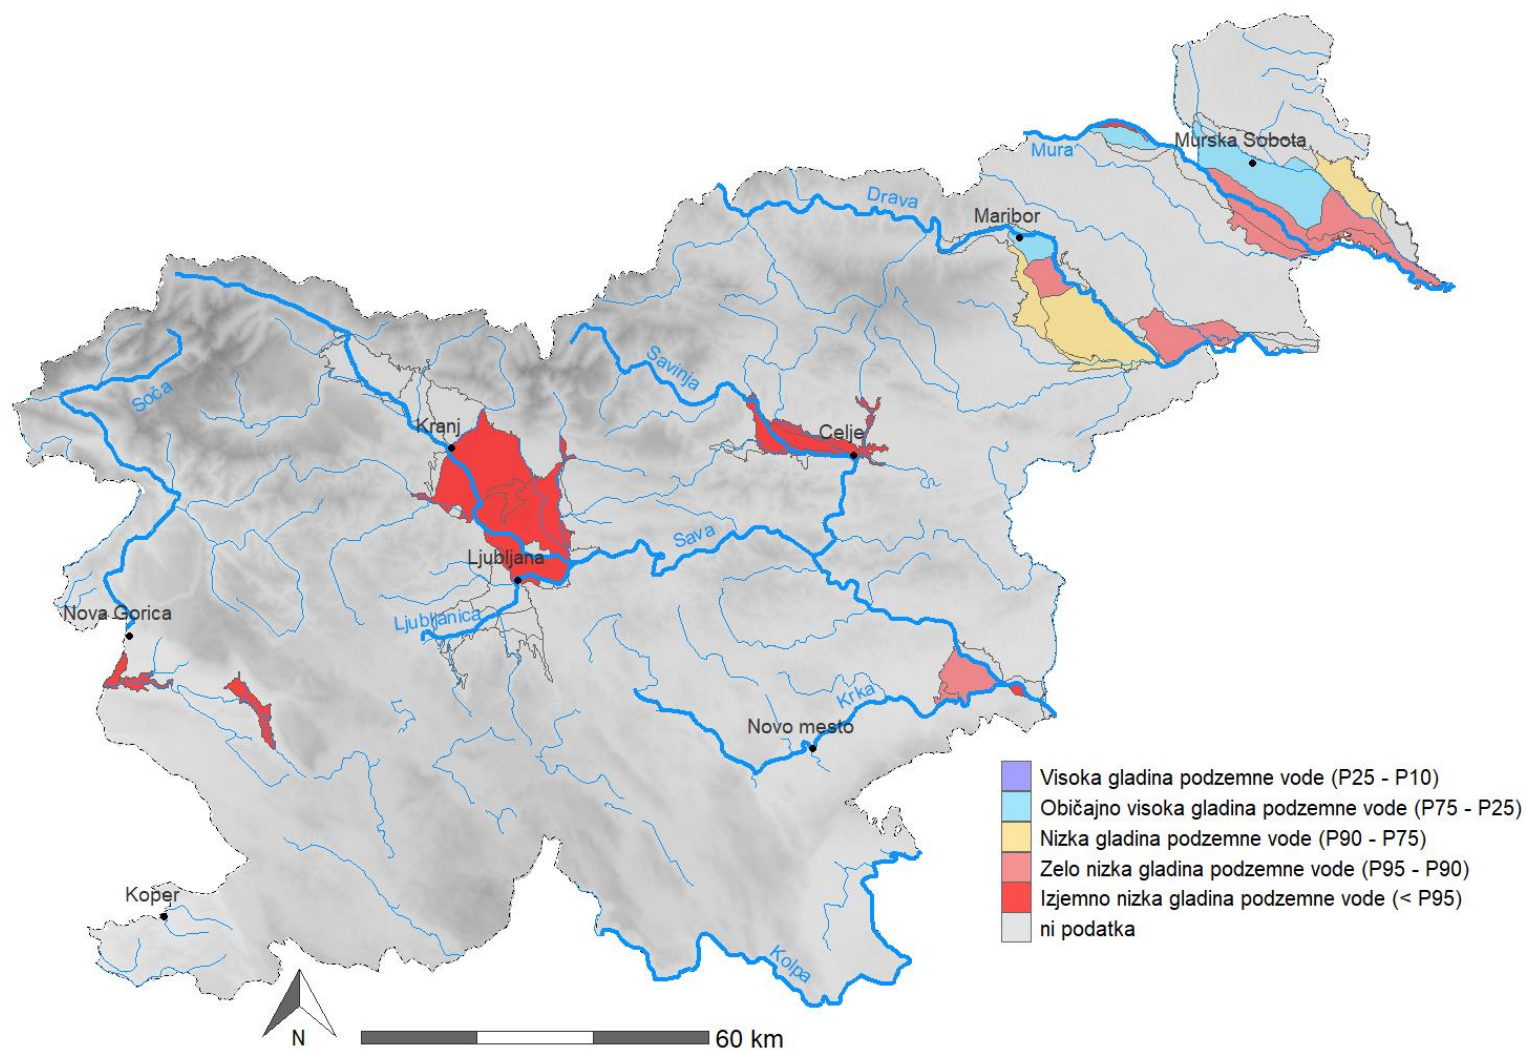 Mura
Murska Sobota
Drava
Maribor
Soča
Savinja
Kranj
Celje
Sava
Ljubljana
Nova Gorica
Ljubljanica
Krka
Novo mesto
Visoka gladina podzemne vode (P25 - P10)
Običajno visoka gladina podzemne vode (P75 - P25)
Nizka gladina podzemne vode (P90 - P75)
Zelo nizka gladina podzemne vode (P95 - P90)
Izjemno nizka gladina podzemne vode (< P95)
ni podatka
Koper
Kolpa
N
60 km